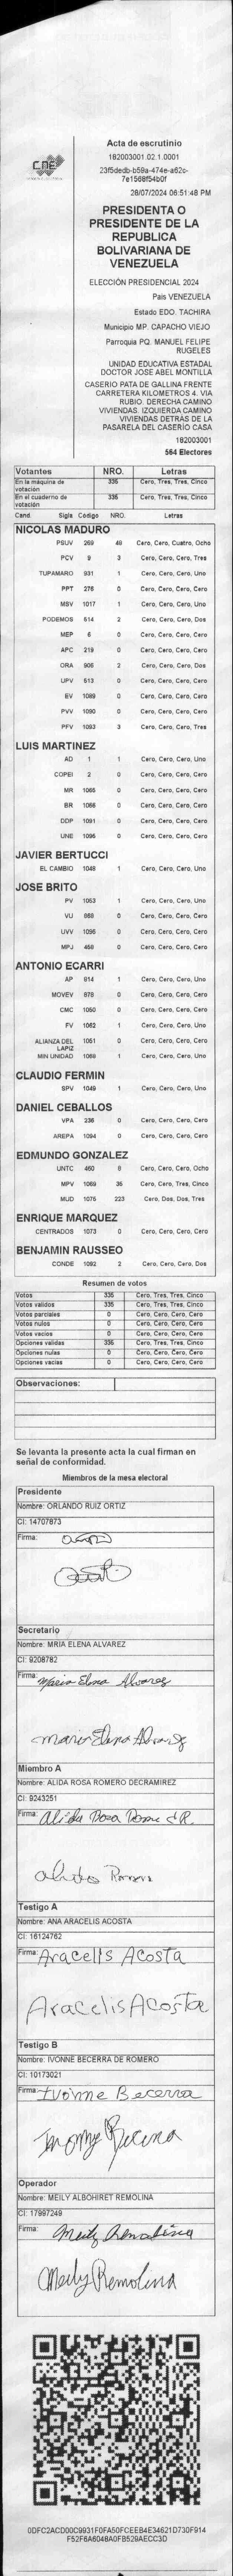 CNE
Acta de escrutinio
182003001.02.1.0001
23f5dedb-b59a-474e-a62c-
7e1568f54b0f
28/07/2024 06:51:48 PM
PRESIDENTA O
PRESIDENTE DE LA
REPUBLICA
BOLIVARIANA DE
VENEZUELA
ELECCIÓN PRESIDENCIAL 2024
Pais VENEZUELA
Estado EDO. TACHIRA
Municipio MP. CAPACHO VIEJO
Parroquia PQ. MANUEL FELIPE
RUGELES
UNIDAD EDUCATIVA ESTADAL
DOCTOR JOSE ABEL MONTILLA
CASERIO PATA DE GALLINA FRENTE
CARRETERA KILOMETROS 4. VIA
RUBIO. DERECHA CAMINO
VIVIENDAS. IZQUIERDA CAMINO
VIVIENDAS DETRAS DE LA
PASARELA DEL CASERIO CASA
182003001
564 Electores
Votantes NRO. Letras
En la máquina de votación 335 Cero, Tres, Tres, Cinco
En el cuaderno de votación 335 Cero, Tres, Tres, Cinco
Cand. Sigla Código NRO. Letras
NICOLAS MADURO
PSUV 269 48 Cero, Cero, Cuatro, Ocho
PCV 9 3 Cero, Cero, Cero, Tres
TUPAMARO 931 1 Cero, Cero, Cero, Uno
PPT 276 0 Cero, Cero, Cero, Cero
MSV 1017 1 Cero, Cero, Cero, Uno
PODEMOS 614 2 Cero, Cero, Cero, Dos
MEP 6 0 Cero, Cero, Cero, Cero
APC 219 0 Cero, Cero, Cero, Cero
ORA 906 2 Cero, Cero, Cero, Dos
UPV 613 0 Cero, Cero, Cero, Cero
EV 1089 0 Cero, Cero, Cero, Cero
PVV 1090 0 Cero, Cero, Cero, Cero
PFV 1093 3 Cero, Cero, Cero, Tres
LUIS MARTINEZ
AD 1 1 Cero, Cero, Cero, Uno
COPEI 2 0 Cero, Cero, Cero, Cero
MR 1065 0 Cero, Cero, Cero, Cero
BR 1066 0 Cero, Cero, Cero, Cero
DDP 1091 0 Cero, Cero, Cero, Cero
UNE 1096 0 Cero, Cero, Cero, Cero
JAVIER BERTUCCI
EL CAMBIO 1048 1 Cero, Cero, Cero, Uno
JOSE BRITO
PV 1053 1 Cero, Cero, Cero, Uno
VU 868 0 Cero, Cero, Cero, Cero
UVV 1095 0 Cero, Cero, Cero, Cero
MPJ 458 0 Cero, Cero, Cero, Cero
ANTONIO ECARRI
AP 914 1 Cero, Cero, Cero, Uno
MOVEV 878 0 Cero, Cero, Cero, Cero
CMC 1050 0 Cero, Cero, Cero, Cero
FV 1062 1 Cero, Cero, Cero, Uno
ALIANZA DEL LAPIZ 1051 0 Cero, Cero, Cero, Cero
MIN UNIDAD 1068 1 Cero, Cero, Cero, Uno
CLAUDIO FERMIN
SPV 1049 1 Cero, Cero, Cero, Uno
DANIEL CEBALLOS
VPA 236 0 Cero, Cero, Cero, Cero
AREPA 1094 0 Cero, Cero, Cero, Cero
EDMUNDO GONZALEZ
UNTC 460 8 Cero, Cero, Cero, Ocho
MPV 1069 35 Cero, Cero, Tres, Cinco
MUD 1075 223 Cero, Dos, Dos, Tres
ENRIQUE MARQUEZ
CENTRADOS 1073 0 Cero, Cero, Cero, Cero
BENJAMIN RAUSSEO
CONDE 1092 2 Cero, Cero, Cero, Dos
Resumen de votos
Votos 335 Cero, Tres, Tres, Cinco
Votos validos 335 Cero, Tres, Tres, Cinco
Votos parciales 0 Cero, Cero, Cero, Cero
Votos nulos 0 Cero, Cero, Cero, Cero
Votos vacios 0 Cero, Cero, Cero, Cero
Opciones validas 335 Cero, Tres, Tres, Cinco
Opciones nulas 0 Cero, Cero, Cero, Cero
Opciones vacias 0 Cero, Cero, Cero, Cero
Observaciones:
Se levanta la presente acta la cual firman en
señal de conformidad.
Miembros de la mesa electoral
Presidente
Nombre: ORLANDO RUIZ ORTIZ
CI: 14707873
Firma:
Secretario
Nombre: MRIA ELENA ALVAREZ
CI: 9208782
Firma: Maria Elena Alvarez
Maria Elena Alvarez
Miembro A
Nombre: ALIDA ROSA ROMERO DECRAMIREZ
CI: 9243251
Firma: Alida Rosa Rome d R.
Alida Romero
Testigo A
Nombre: ANA ARACELIS ACOSTA
CI: 16124762
Firma: Aracelis Acosta
Aracelis Acosta
Testigo B
Nombre: IVONNE BECERRA DE ROMERO
CI: 10173021
Firma: Ivonne Becerra
Operador
Nombre: MEILY ALBOHIRET REMOLINA
CI: 17997249
Firma: Meily Remolina
Meily Remolina
0DFC2ACD00C9931F0FA50FCEEB4E34621D730F914
F52F6A6048A0FB529AECC3D